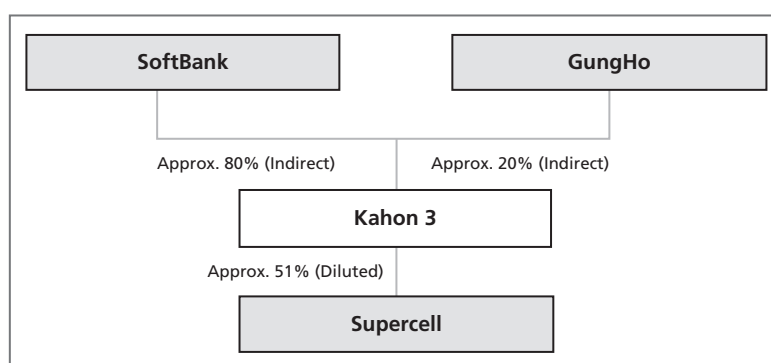 SoftBank
GungHo
Approx. 80% (Indirect)
Approx. 20% (Indirect)
Kahon 3
Approx. 51% (Diluted)
Supercell